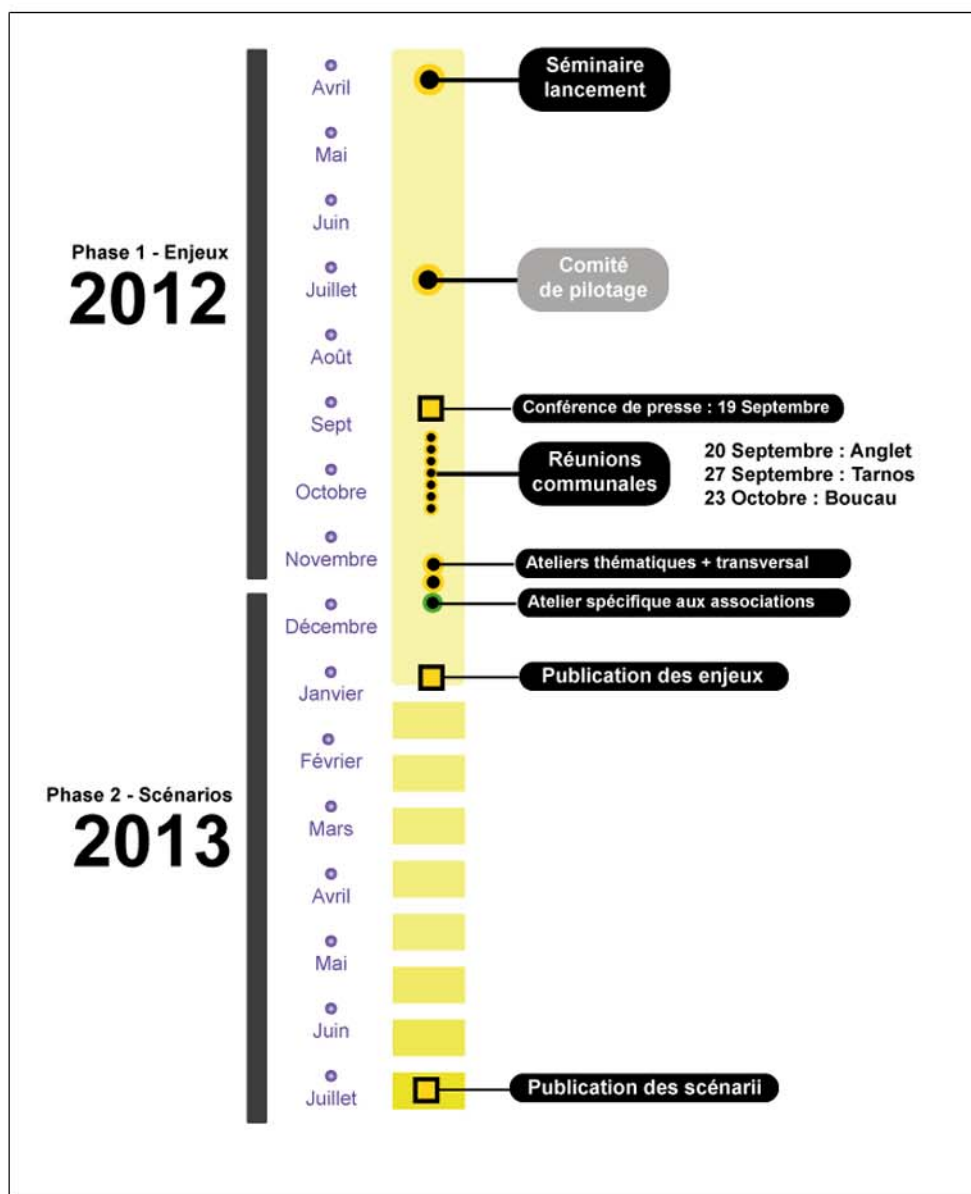 Avril
Séminaire
lancement
Mai
Juin
Phase 1 - Enjeux
2012
Juillet
Comité
de pilotage
Août
Sept
Conférence de presse : 19 Septembre
Octobre
Réunions
communales
20 Septembre : Anglet
27 Septembre : Tarnos
23 Octobre : Boucau
Novembre
Ateliers thématiques + transversal
Décembre
Atelier spécifique aux associations
Janvier
Publication des enjeux
Février
Phase 2 - Scénarios
2013
Mars
Avril
Mai
Juin
Juillet
Publication des scénarii